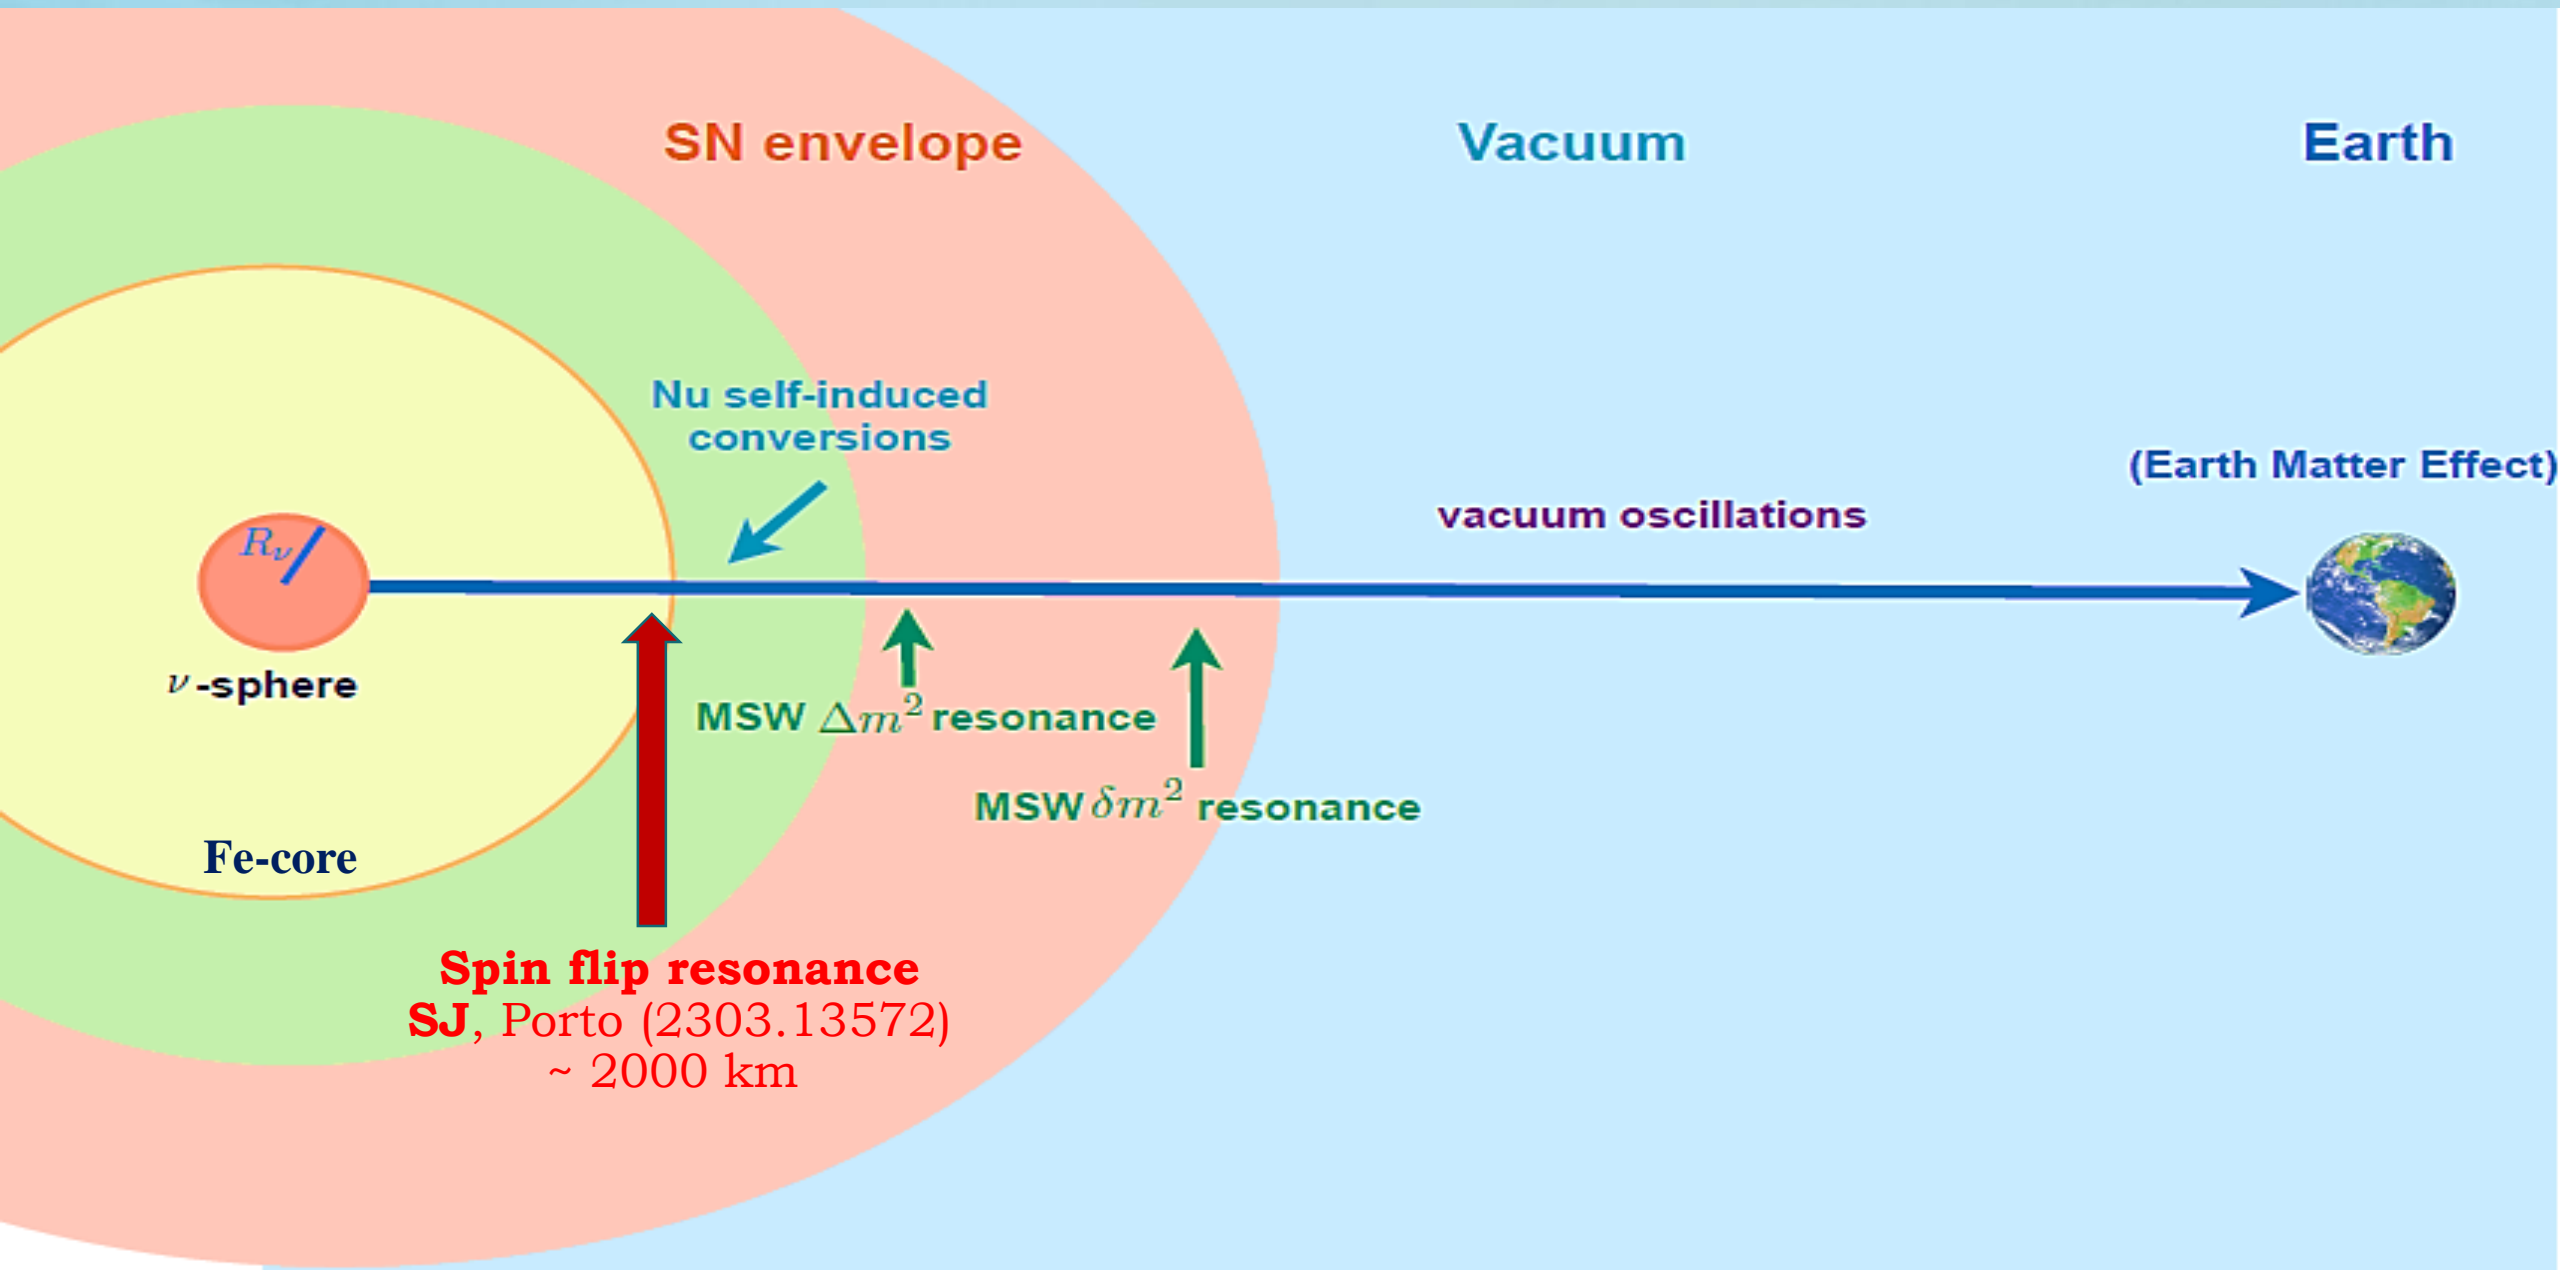 SN envelope
Vacuum
Earth
Nu self-induced
conversions
(Earth Matter Effect)
vacuum oscillations
Rν
ν-sphere
MSW Δm² resonance
MSW δm² resonance
Fe-core
Spin flip resonance
SJ, Porto (2303.13572)
~ 2000 km